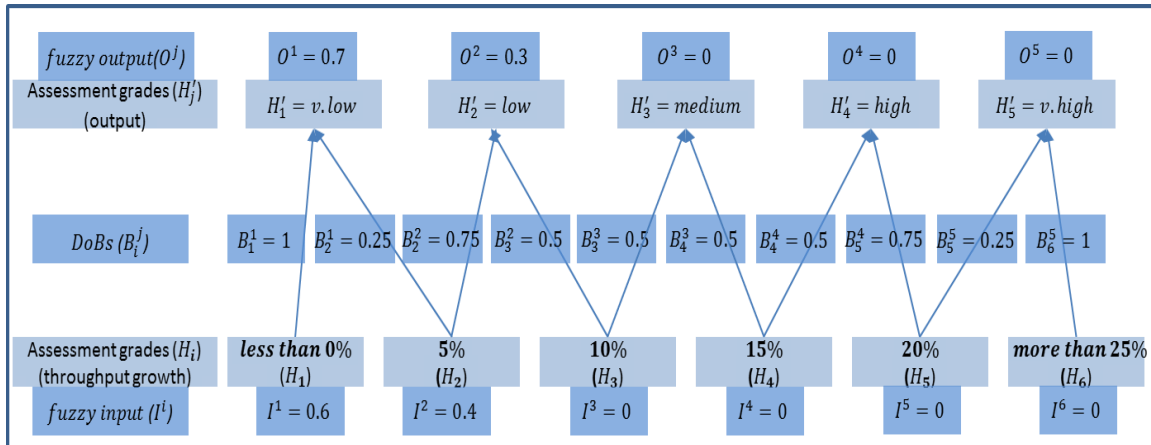 fuzzy output(O^j) O^1 = 0.7 O^2 = 0.3 O^3 = 0 O^4 = 0 O^5 = 0
Assessment grades (H'_j)
(output)
H'_1 = v.low H'_2 = low H'_3 = medium H'_4 = high H'_5 = v.high
DoBs (B_i^j) B_1^1 = 1 B_2^1 = 0.25 B_2^2 = 0.75 B_3^2 = 0.5 B_3^3 = 0.5 B_4^3 = 0.5 B_4^4 = 0.5 B_5^4 = 0.75 B_5^5 = 0.25 B_6^5 = 1
Assessment grades (H_i) less than 0% 5% 10% 15% 20% more than 25%
(throughput growth) (H_1) (H_2) (H_3) (H_4) (H_5) (H_6)
fuzzy input (I^i) I^1 = 0.6 I^2 = 0.4 I^3 = 0 I^4 = 0 I^5 = 0 I^6 = 0